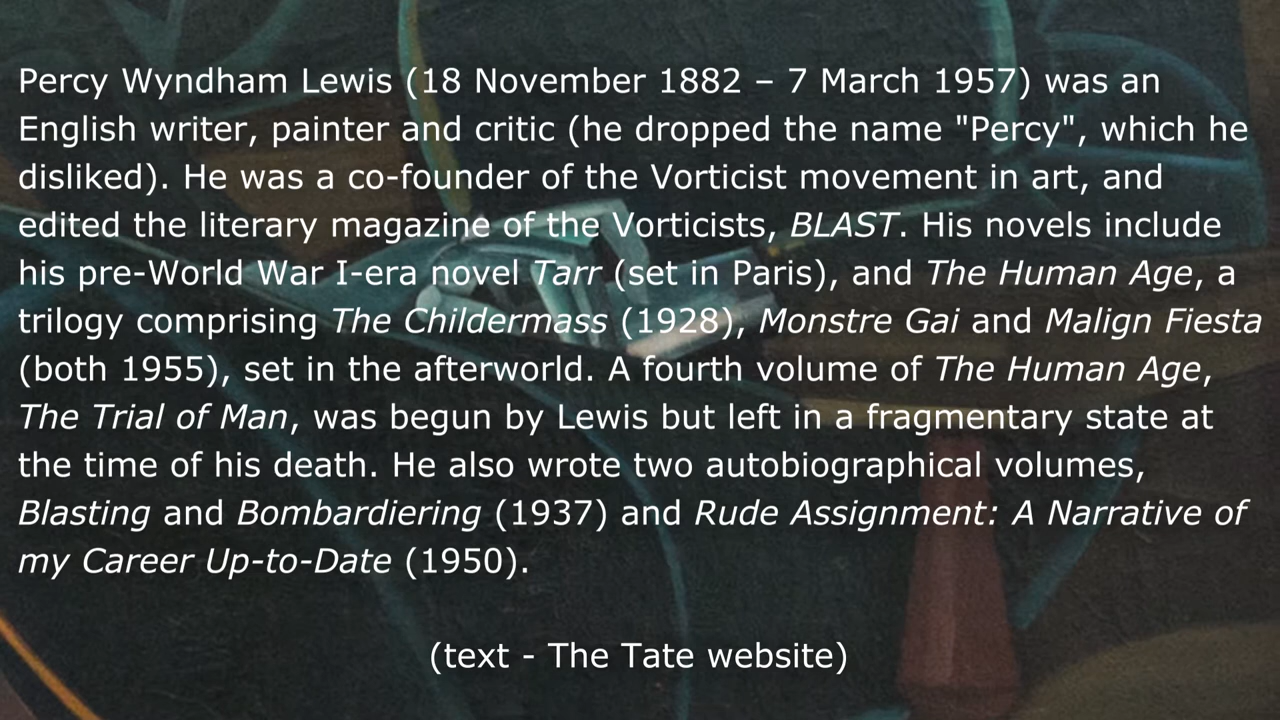 Percy Wyndham Lewis (18 November 1882 – 7 March 1957) was an
English writer, painter and critic (he dropped the name "Percy", which he
disliked). He was a co-founder of the Vorticist movement in art, and
edited the literary magazine of the Vorticists, BLAST. His novels include
his pre-World War I-era novel Tarr (set in Paris), and The Human Age, a
trilogy comprising The Childermass (1928), Monstre Gai and Malign Fiesta
(both 1955), set in the afterworld. A fourth volume of The Human Age,
The Trial of Man, was begun by Lewis but left in a fragmentary state at
the time of his death. He also wrote two autobiographical volumes,
Blasting and Bombardiering (1937) and Rude Assignment: A Narrative of
my Career Up-to-Date (1950).
(text - The Tate website)